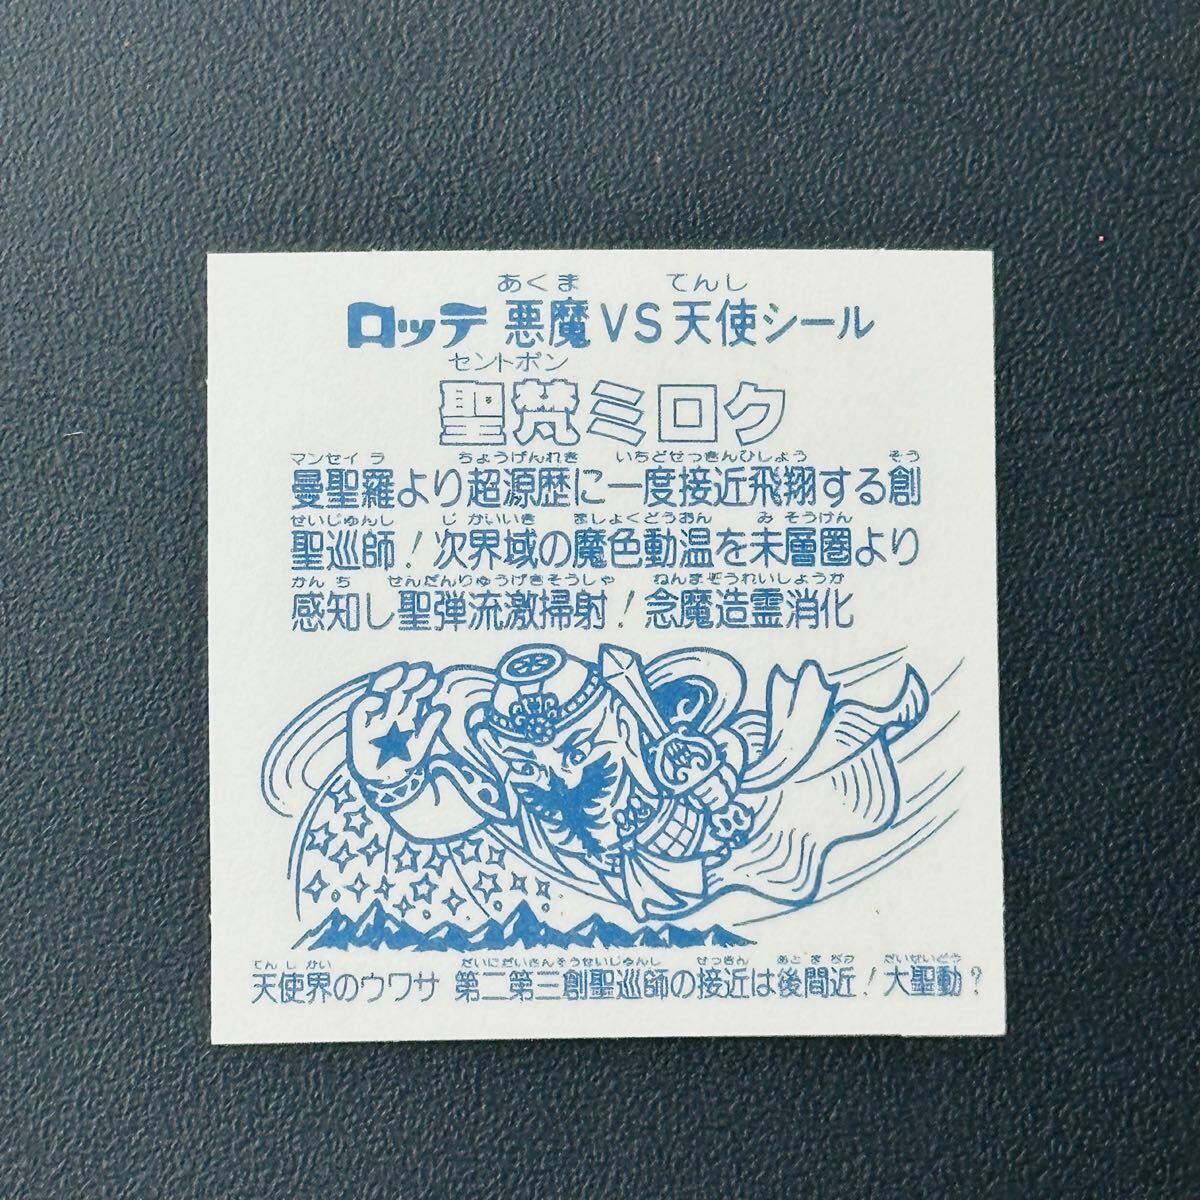 あくま てんし
ロッテ 悪魔VS天使シール
セントボン
聖梵ミロク
マンセイラ ちょうげんれき いちどせっきんひしょう そう
曼聖羅より超源歴に一度接近飛翔する創
せいじゅんし じかいいき ましょくどうおん みそうけん
聖巡師!次界域の魔色動温を未層圏より
かんち せんだんりゅうげきそうしゃ ねんまぞうれいしょうか
感知し聖弾流激掃射!念魔造霊消化
てんしかい だいにだいさんそうせいじゅんし せっきん あとまぢか だいせいどう
天使界のウワサ 第二第三創聖巡師の接近は後間近!大聖動?